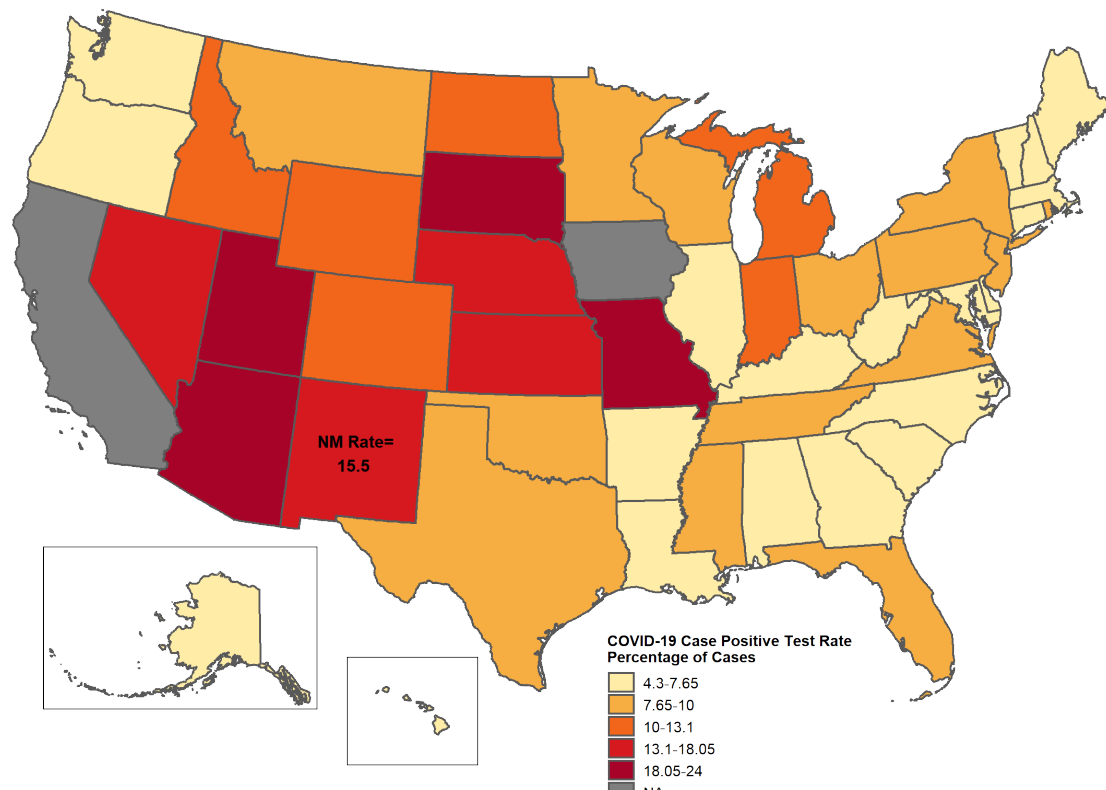 NM Rate=
15.5
COVID-19 Case Positive Test Rate
Percentage of Cases
4.3-7.65
7.65-10
10-13.1
13.1-18.05
18.05-24